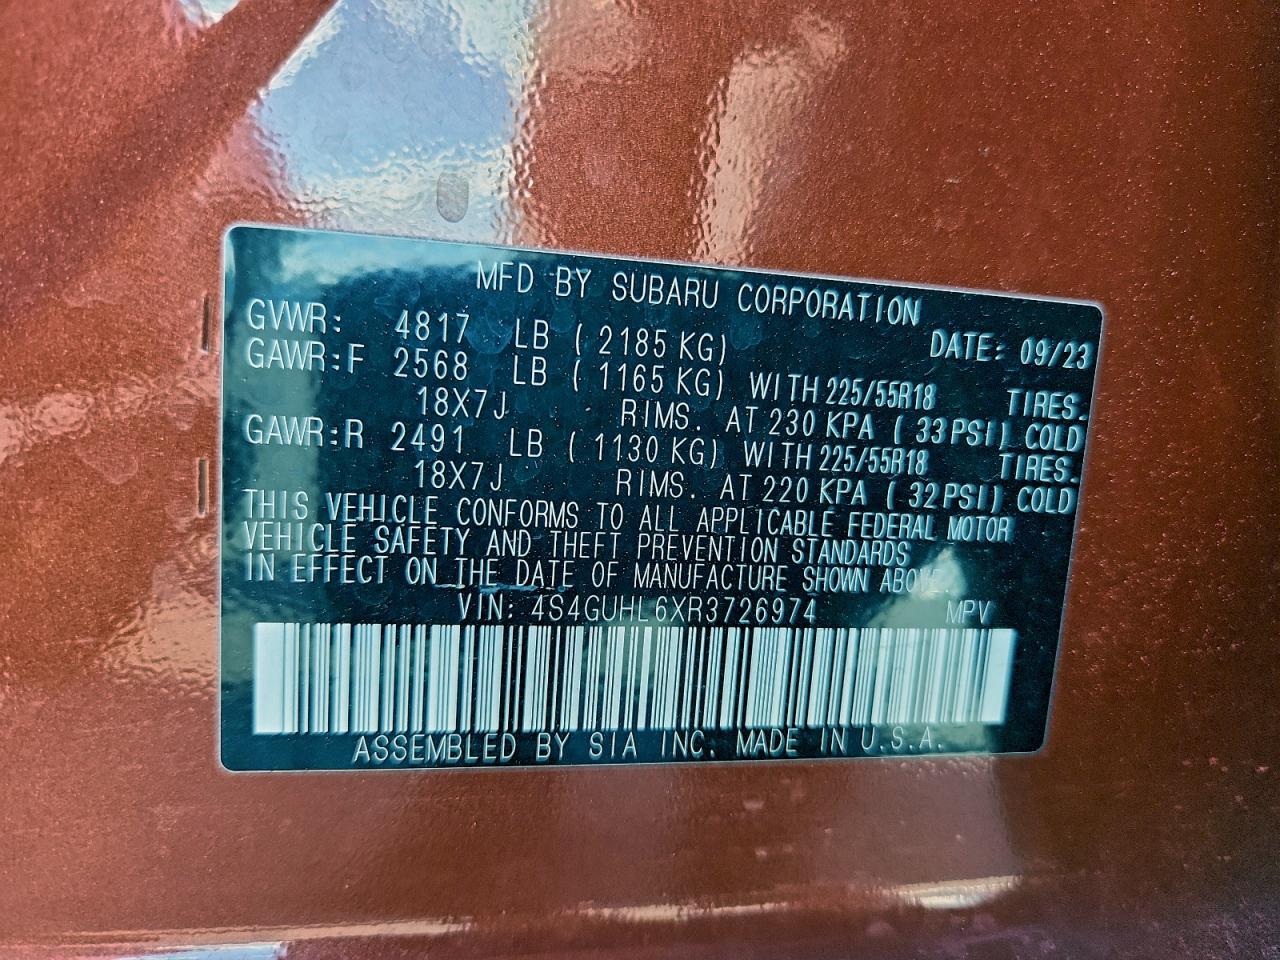 MFD BY SUBARU CORPORATION
GVWR: 4817 LB ( 2185 KG) DATE: 09/23
GAWR:F 2568 LB ( 1165 KG) WITH 225/55R18 TIRES.
18X7J RIMS. AT 230 KPA ( 33 PSI) COLD
GAWR:R 2491 LB ( 1130 KG) WITH 225/55R18 TIRES.
18X7J RIMS. AT 220 KPA ( 32 PSI) COLD
THIS VEHICLE CONFORMS TO ALL APPLICABLE FEDERAL MOTOR
VEHICLE SAFETY AND THEFT PREVENTION STANDARDS
IN EFFECT ON THE DATE OF MANUFACTURE SHOWN ABOVE.
VIN: 4S4GUHL6XR3726974 MPV
ASSEMBLED BY SIA INC. MADE IN U.S.A.